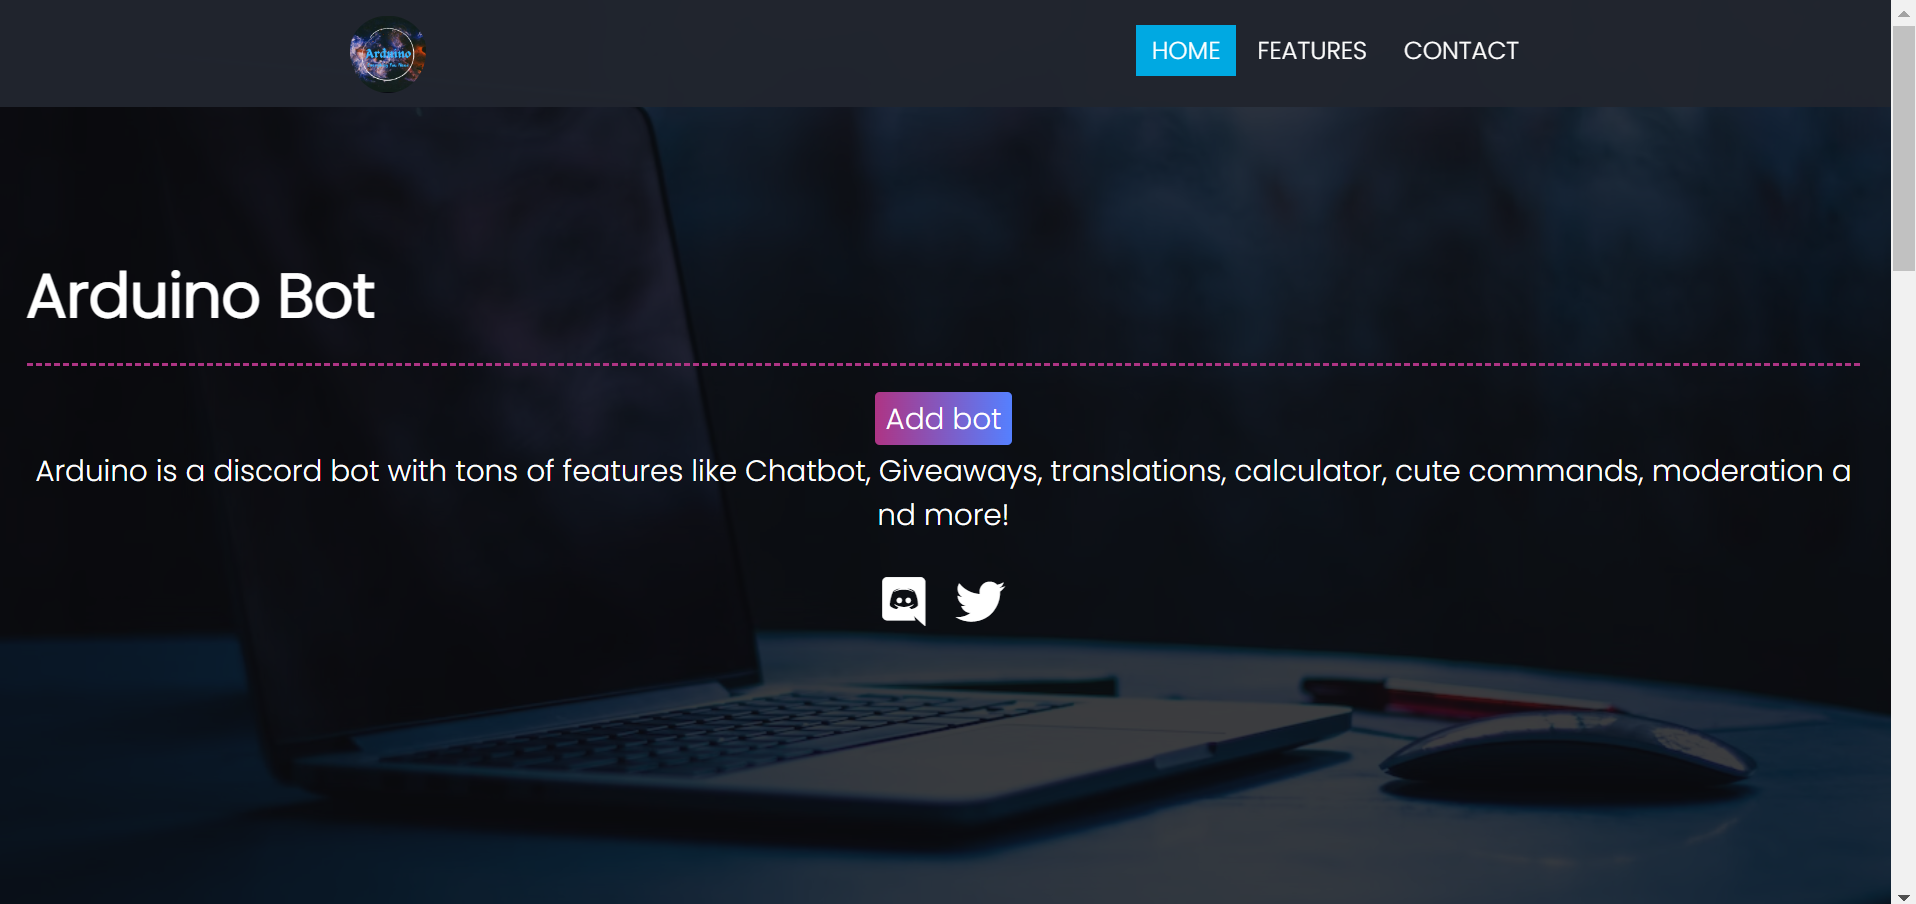 Arduino
HOME FEATURES CONTACT
Arduino Bot
Add bot
Arduino is a discord bot with tons of features like Chatbot, Giveaways, translations, calculator, cute commands, moderation a
nd more!